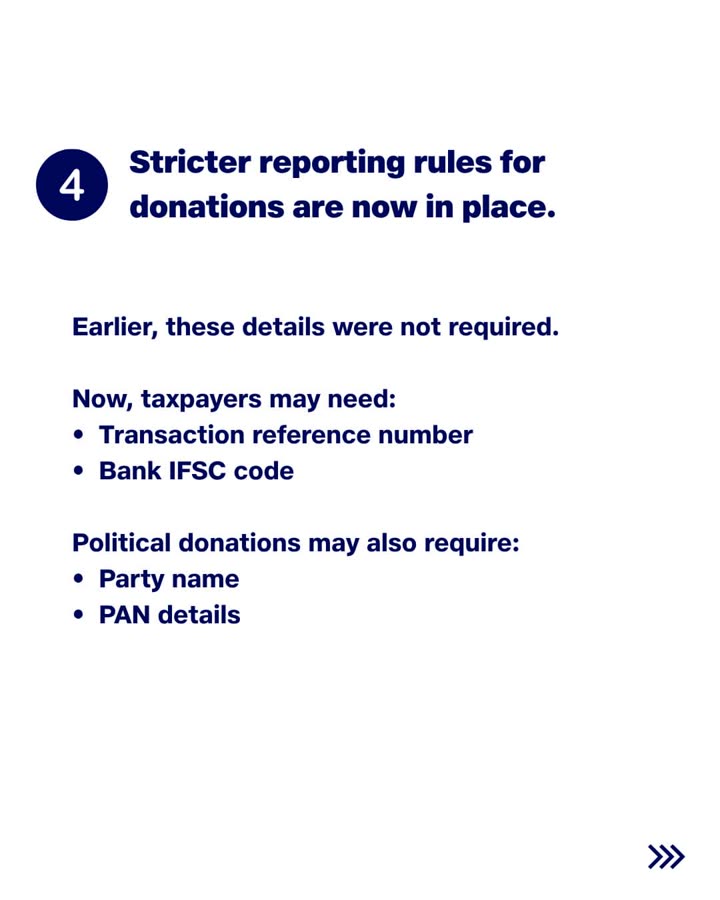 4
Stricter reporting rules for
donations are now in place.
Earlier, these details were not required.
Now, taxpayers may need:
• Transaction reference number
• Bank IFSC code
Political donations may also require:
• Party name
• PAN details